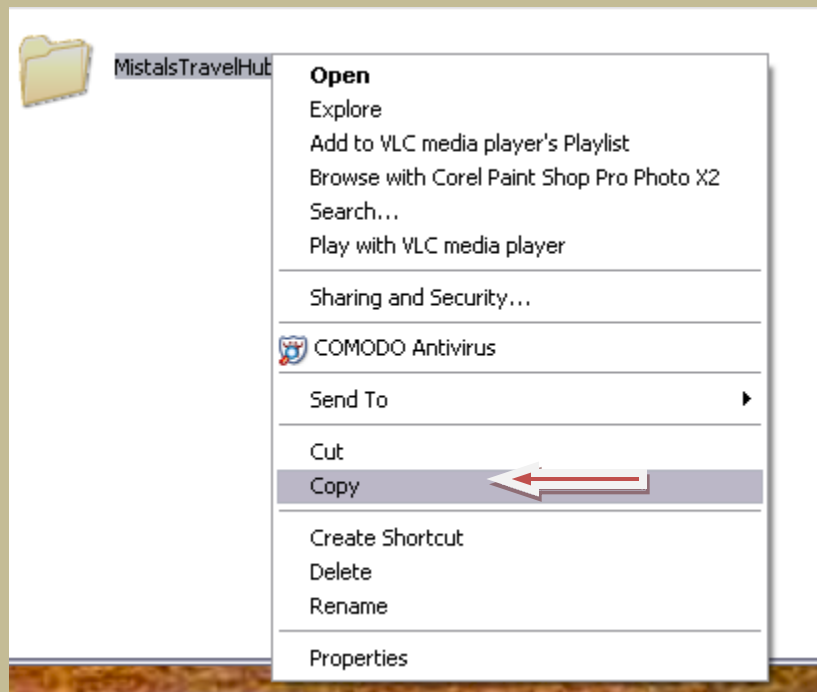 MistalsTravelHub
Open
Explore
Add to VLC media player's Playlist
Browse with Corel Paint Shop Pro Photo X2
Search...
Play with VLC media player
Sharing and Security...
COMODO Antivirus
Send To
Cut
Copy
Create Shortcut
Delete
Rename
Properties